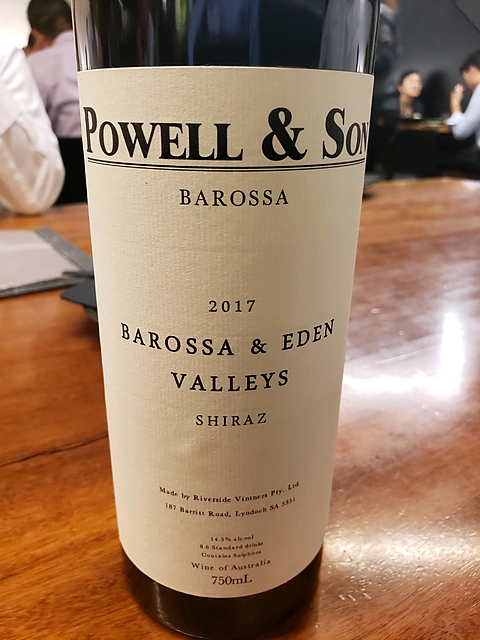 POWELL & SON
BAROSSA
2017
BAROSSA & EDEN
VALLEYS
SHIRAZ
Made by Riverside Vintners Pty. Ltd.
187 Barritt Road, Lyndoch SA 5351
14.5% alc.vol
8.6 Standard drinks
Contains Sulphites
Wine of Australia
750mL